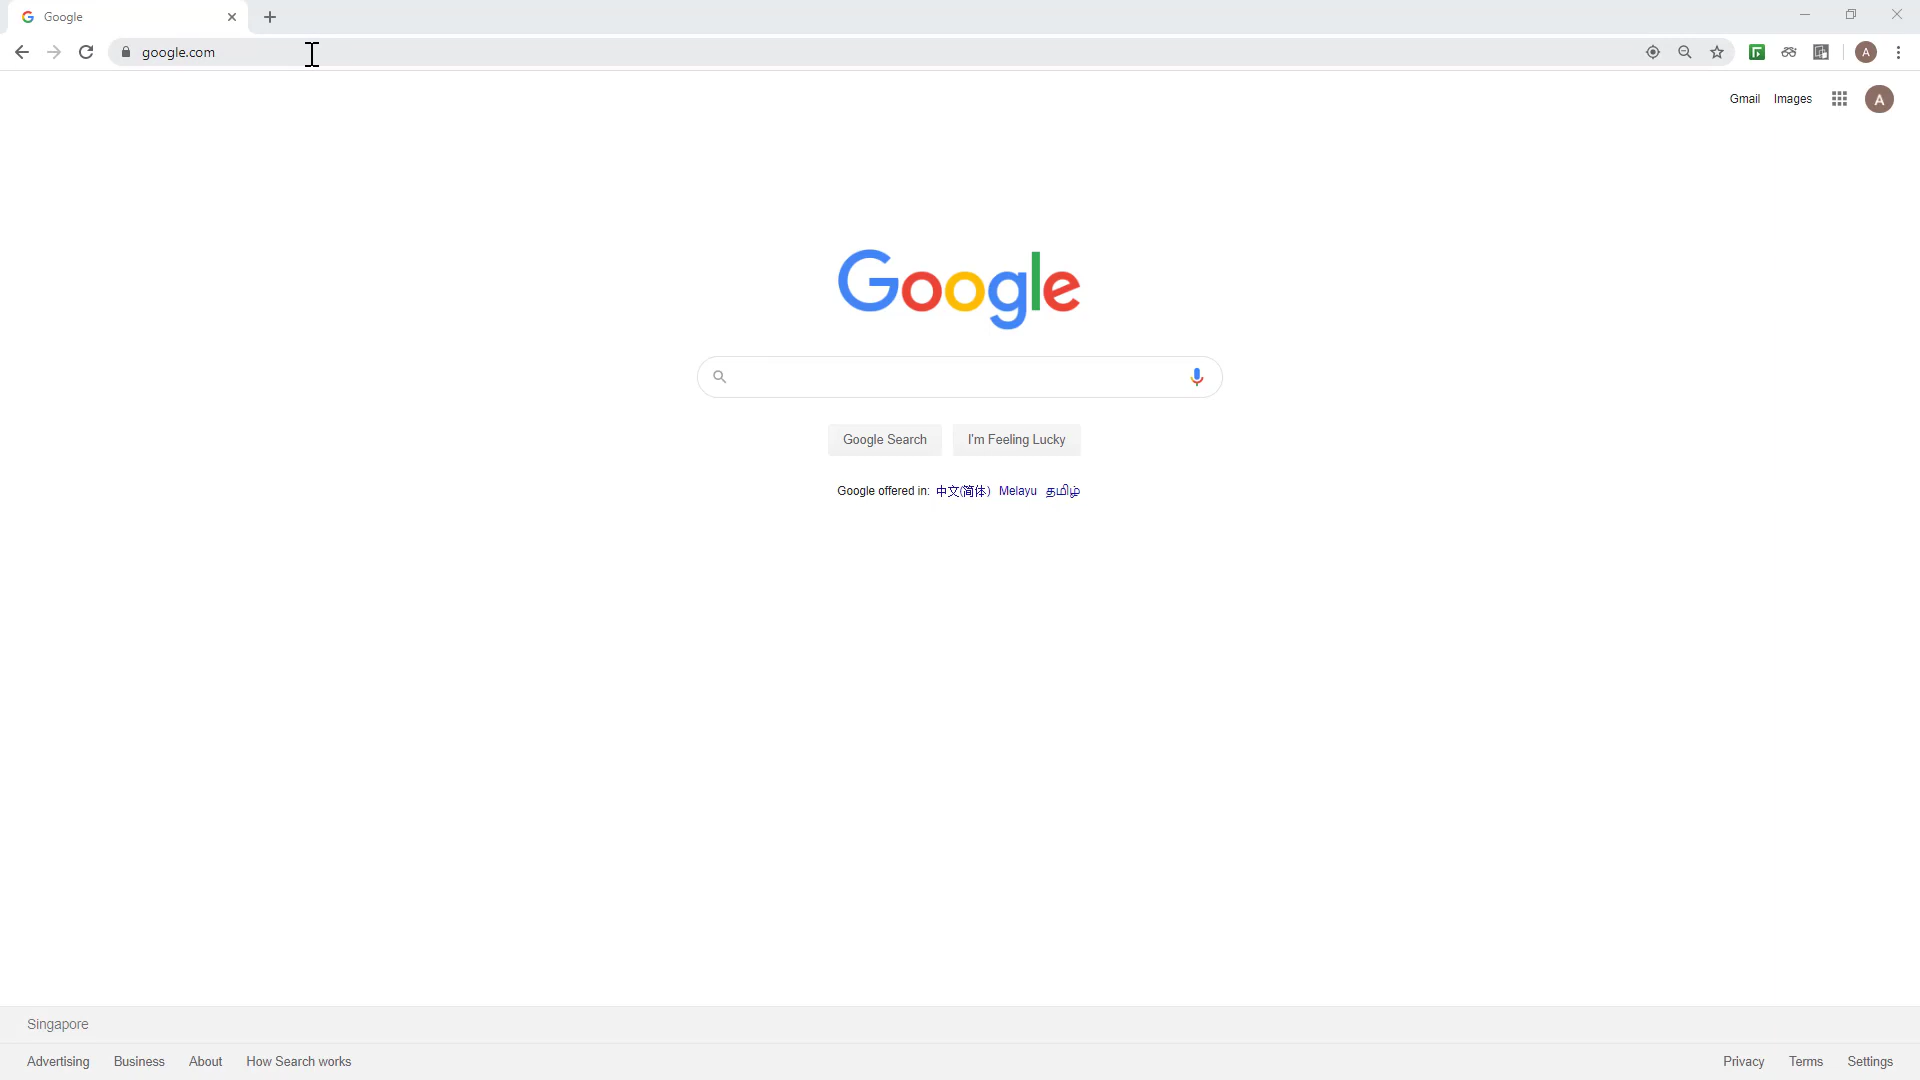 Google
google.com
A
Gmail Images A
Google
Google Search I'm Feeling Lucky
Google offered in: 中文(简体) Melayu தமிழ்
Singapore
Advertising Business About How Search works Privacy Terms Settings